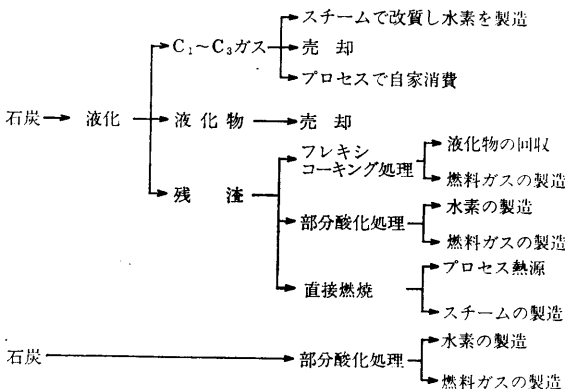 スチームで改質し水素を製造
C₁～C₃ガス
売却
プロセスで自家消費
石炭
液化
液化物
売却
フレキシ
コーキング処理
液化物の回収
燃料ガスの製造
残渣
部分酸化処理
水素の製造
燃料ガスの製造
直接燃焼
プロセス熱源
スチームの製造
石炭
部分酸化処理
水素の製造
燃料ガスの製造